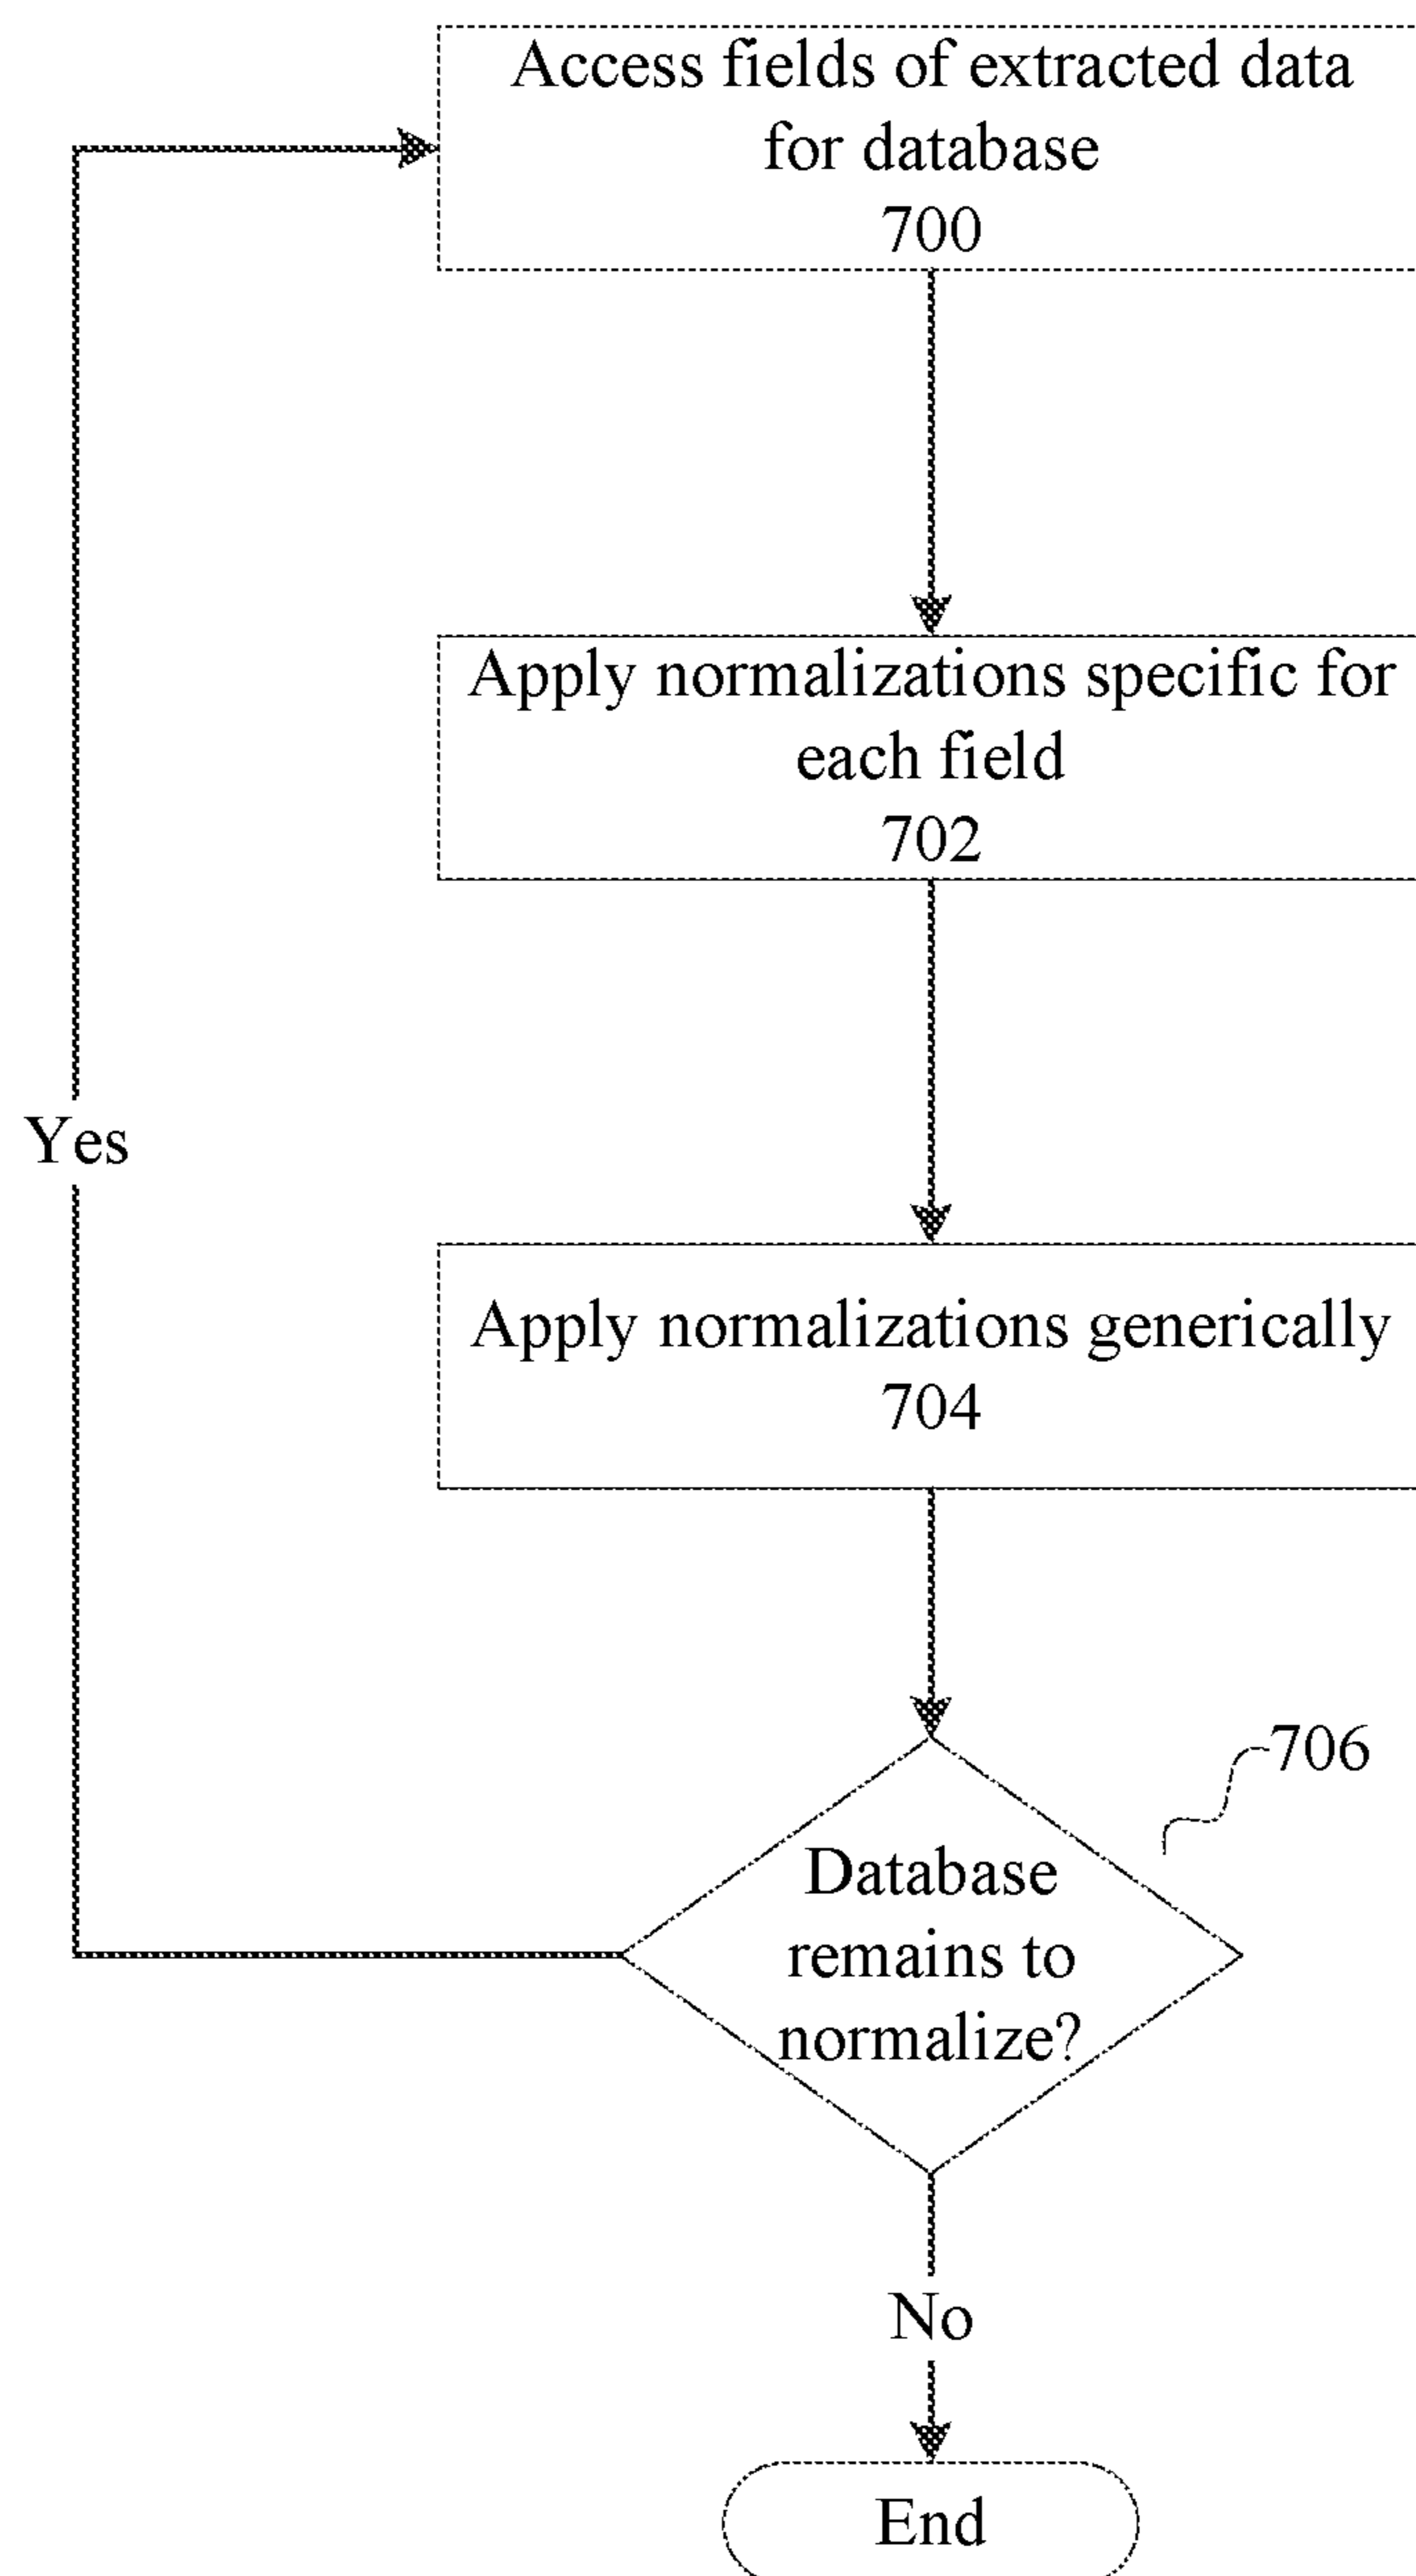 Access fields of extracted data
for database
700
Apply normalizations specific for
each field
702
Yes
Apply normalizations generically
704
706
Database
remains to
normalize?
No
End